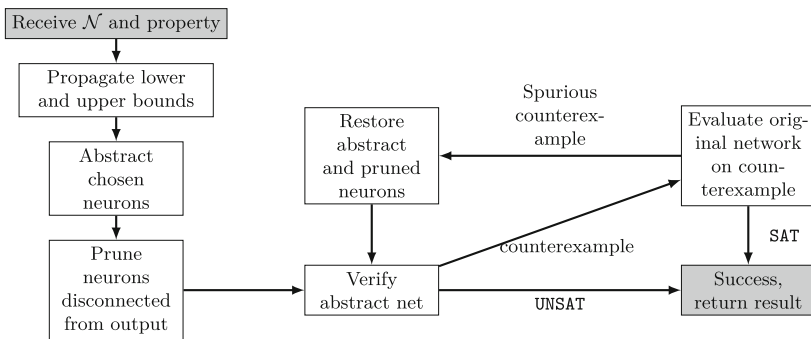 Receive 𝒩 and property
Propagate lower
and upper bounds
Abstract
chosen
neurons
Prune
neurons
disconnected
from output
Restore
abstract
and pruned
neurons
Verify
abstract net
Spurious
counterex-
ample
counterexample
UNSAT
Evaluate orig-
inal network
on coun-
terexample
SAT
Success,
return result